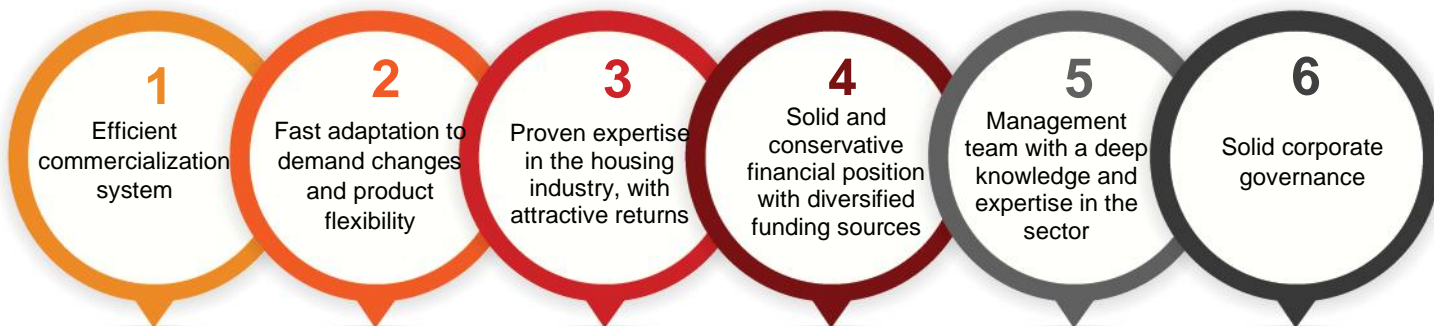 1
Efficient
commercialization
system
2
Fast adaptation to
demand changes
and product
flexibility
3
Proven expertise
in the housing
industry, with
attractive returns
4
Solid and
conservative
financial position
with diversified
funding sources
5
Management
team with a deep
knowledge and
expertise in the
sector
6
Solid corporate
governance